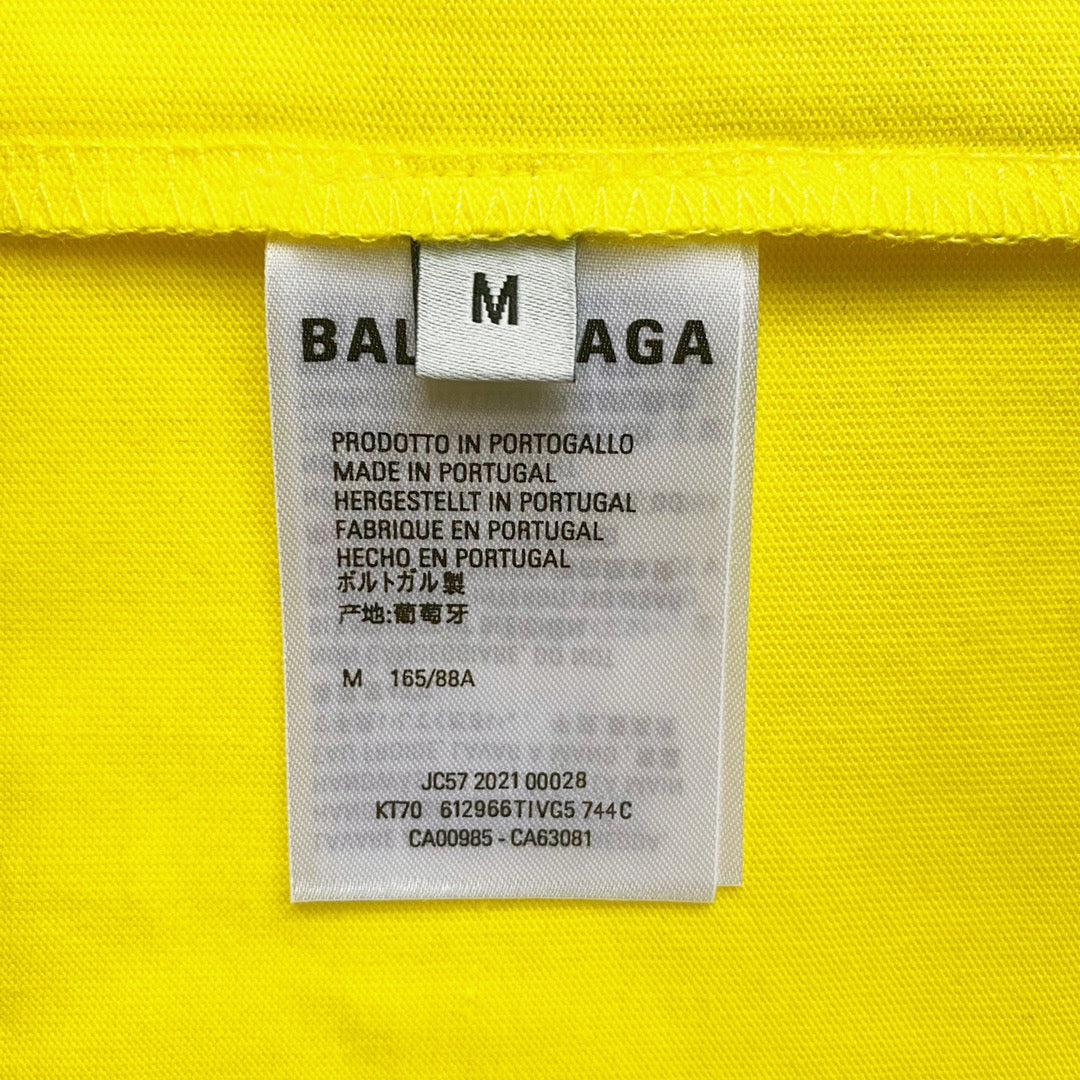 M
BAL AGA
PRODOTTO IN PORTOGALLO
MADE IN PORTUGAL
HERGESTELLT IN PORTUGAL
FABRIQUE EN PORTUGAL
HECHO EN PORTUGAL
ポルトガル製
产地:葡萄牙
M 165/88A
JC57 2021 00028
KT70 612966TIVG5 744C
CA00985 - CA63081